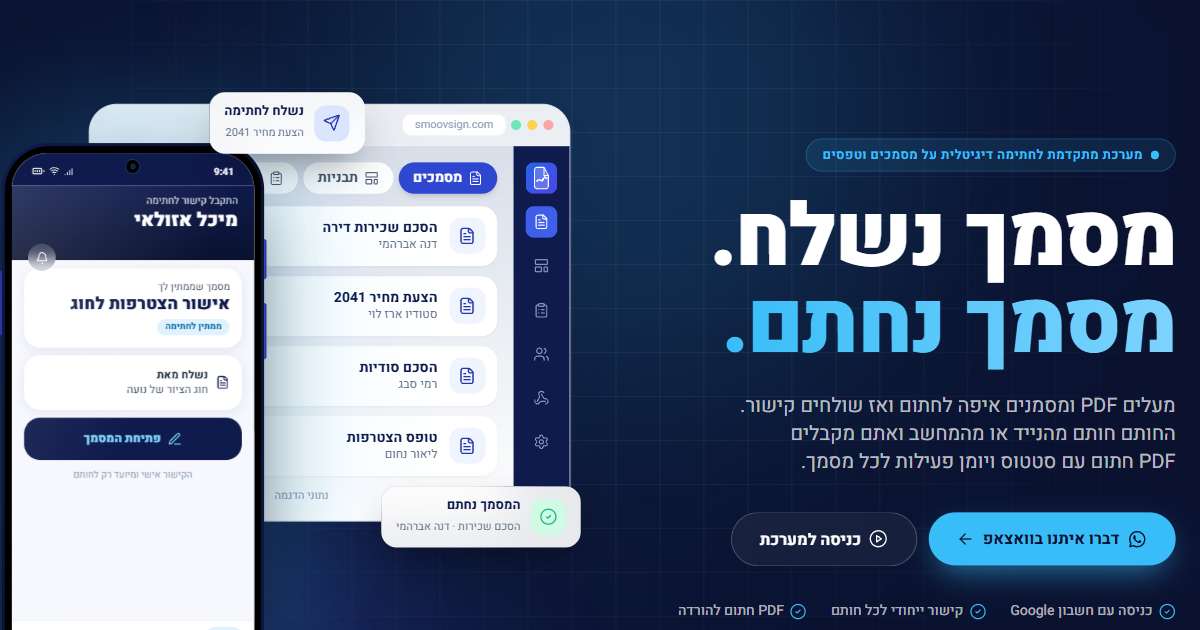 מערכת מתקדמת לחתימה דיגיטלית על מסמכים וטפסים
מסמך נשלח.
מסמך נחתם.
מעלים PDF ומסמנים איפה לחתום ואז שולחים קישור.
החותם חותם מהנייד או מהמחשב ואתם מקבלים
PDF חתום עם סטטוס ויומן פעילות לכל מסמך.
דברו איתנו בוואצאפ
כניסה למערכת
כניסה עם חשבון Google
קישור ייחודי לכל חותם
PDF חתום להורדה
smoovsign.com
נשלח לחתימה
הצעת מחיר 2041
מסמכים
תבניות
הסכם שכירות דירה
דנה אברהמי
הצעת מחיר 2041
סטודיו ארז לוי
הסכם סודיות
רמי סבג
טופס הצטרפות
ליאור נחום
נתוני הדגמה
המסמך נחתם
הסכם שכירות · דנה אברהמי
9:41
התקבל קישור לחתימה
מיכל אזולאי
מסמך שממתין לך
אישור הצטרפות לחוג
ממתין לחתימה
נשלח מאת
חוג הציור של נועה
פתיחת המסמך
הקישור אישי ומיועד רק לחותם